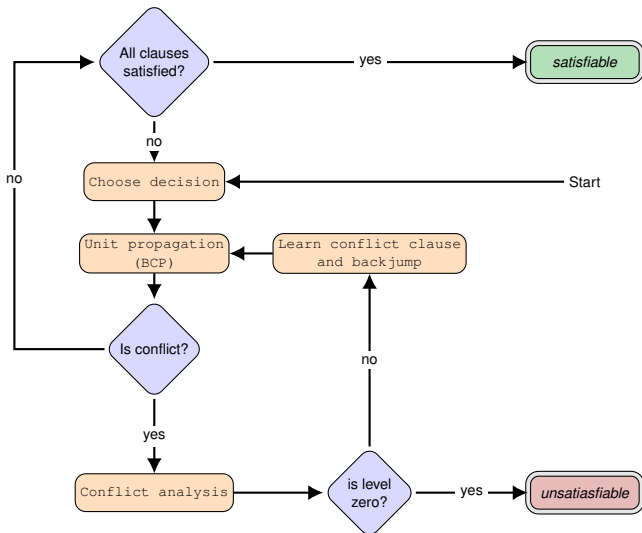 All clauses
satisfied?
yes
satisfiable
no
no
Choose decision
Start
Unit propagation
(BCP)
Learn conflict clause
and backjump
Is conflict?
no
yes
Conflict analysis
is level
zero?
yes
unsatiasfiable